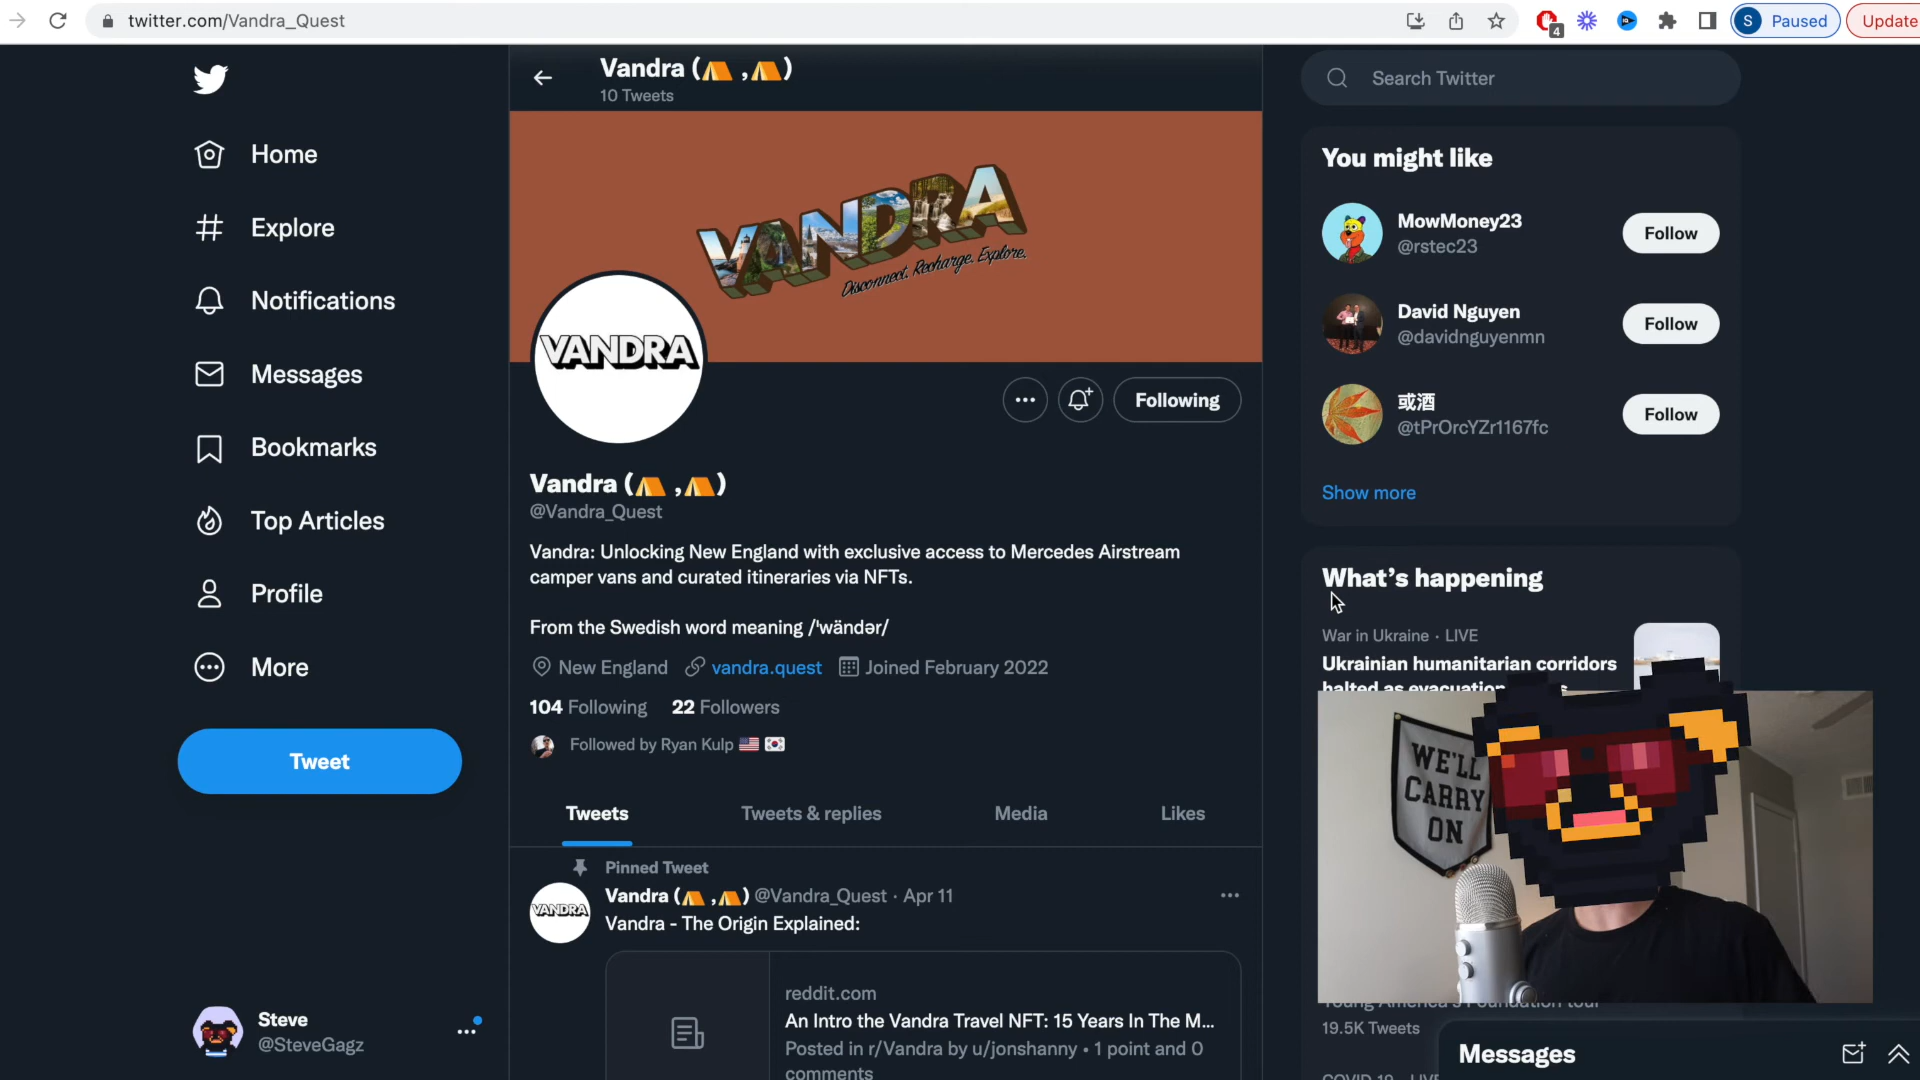 twitter.com/Vandra_Quest
4
S
Paused
Update
Home
Explore
Notifications
Messages
Bookmarks
Top Articles
Profile
More
Tweet
Steve
@SteveGagz
Vandra (⛺ ,⛺)
10 Tweets
VANDRA
Disconnect. Recharge. Explore.
VANDRA
Following
Vandra (⛺ ,⛺)
@Vandra_Quest
Vandra: Unlocking New England with exclusive access to Mercedes Airstream
camper vans and curated itineraries via NFTs.
From the Swedish word meaning /'wändər/
New England vandra.quest Joined February 2022
104 Following 22 Followers
Followed by Ryan Kulp 🇺🇸 🇰🇷
Tweets Tweets & replies Media Likes
Pinned Tweet
Vandra (⛺ ,⛺) @Vandra_Quest · Apr 11
VANDRA
Vandra - The Origin Explained:
reddit.com
An Intro the Vandra Travel NFT: 15 Years In The M...
Posted in r/Vandra by u/jonshanny • 1 point and 0
comments
Search Twitter
You might like
MowMoney23
@rstec23
Follow
David Nguyen
@davidnguyenmn
Follow
或酒
@tPrOrcYZr1167fc
Follow
Show more
What's happening
War in Ukraine · LIVE
Ukrainian humanitarian corridors
halted as evacuation
WE'LL
CARRY
ON
Young America's Foundation tour
19.5K Tweets
COVID-19 · LIVE
Messages